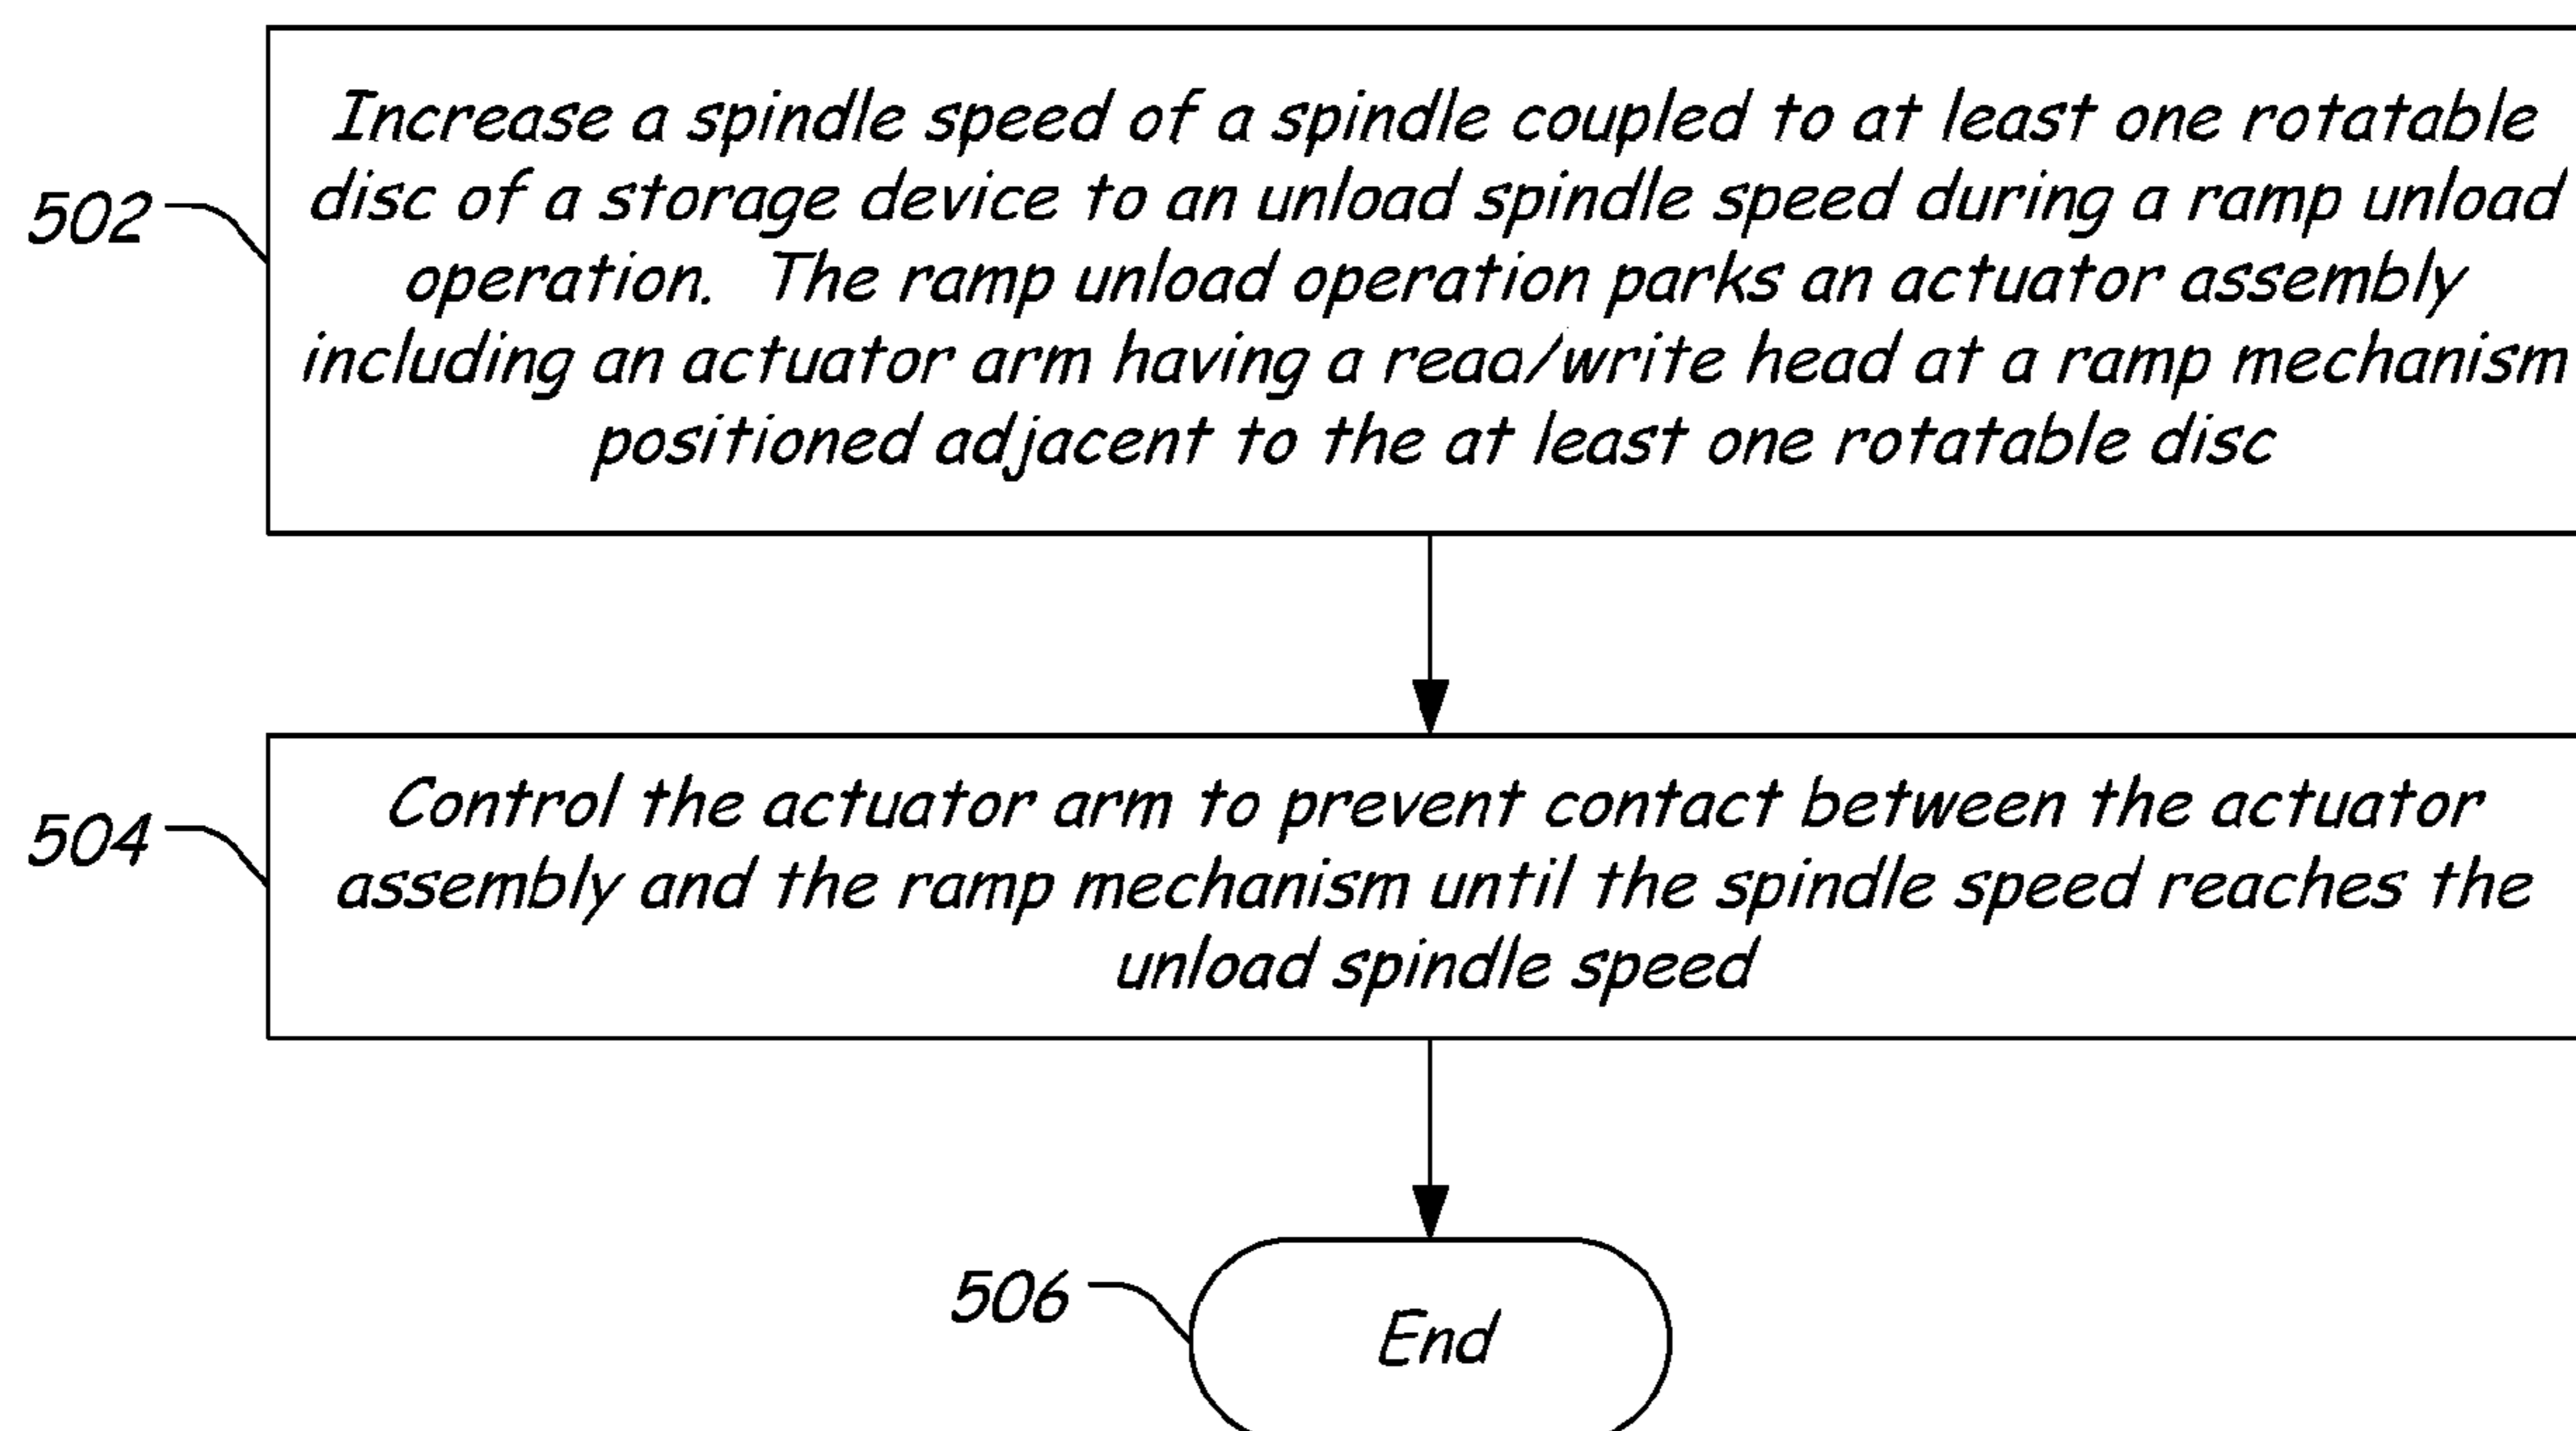 Increase a spindle speed of a spindle coupled to at least one rotatable
disc of a storage device to an unload spindle speed during a ramp unload
operation. The ramp unload operation parks an actuator assembly
including an actuator arm having a read/write head at a ramp mechanism
positioned adjacent to the at least one rotatable disc
502
Control the actuator arm to prevent contact between the actuator
assembly and the ramp mechanism until the spindle speed reaches the
unload spindle speed
504
506
End